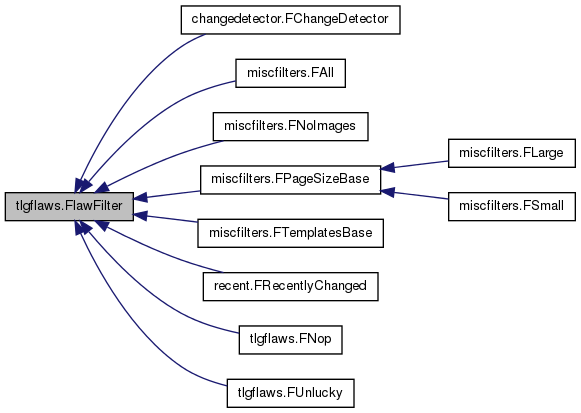 changedetector.FChangeDetector
miscfilters.FAll
miscfilters.FNoImages
miscfilters.FPageSizeBase
miscfilters.FLarge
miscfilters.FSmall
tlgflaws.FlawFilter
miscfilters.FTemplatesBase
recent.FRecentlyChanged
tlgflaws.FNop
tlgflaws.FUnlucky